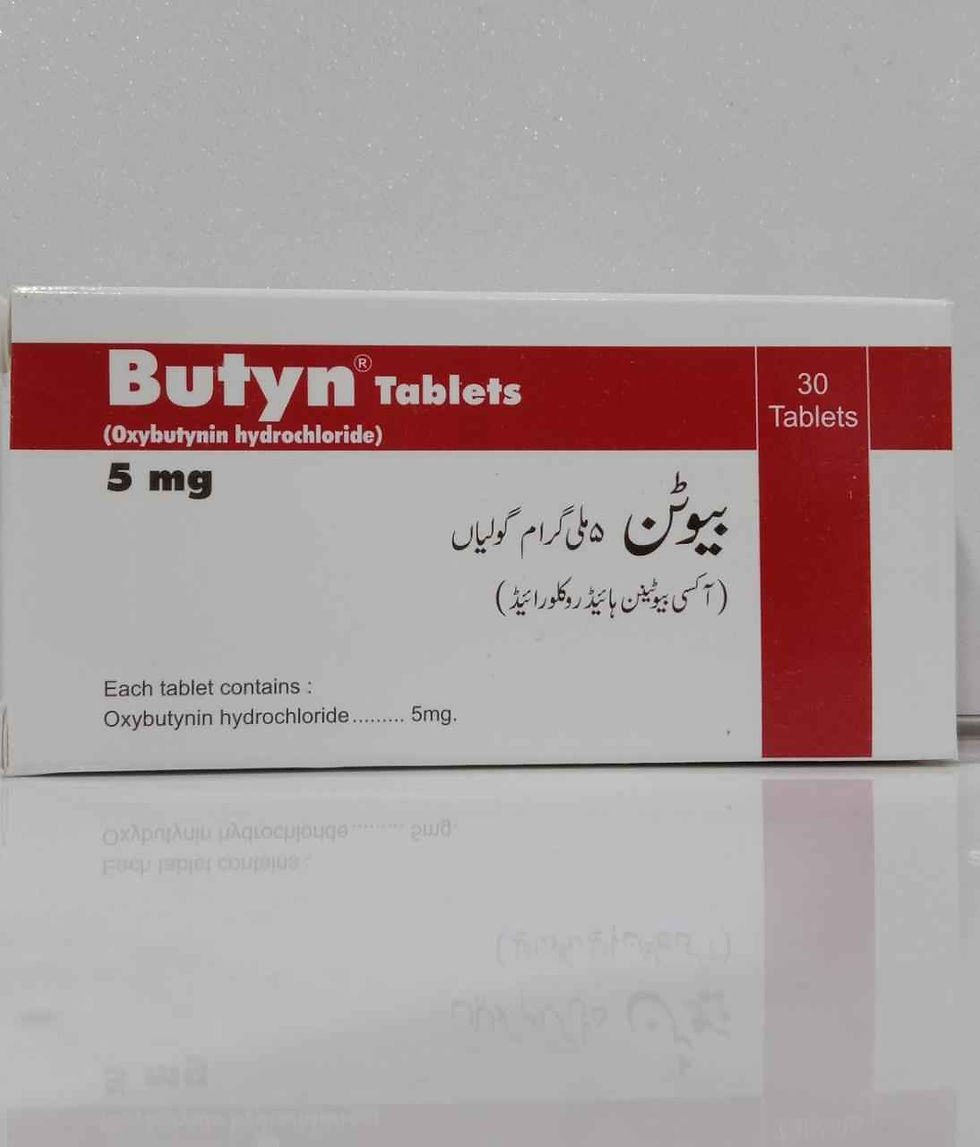 Butyn® Tablets
(Oxybutynin hydrochloride)
5 mg
30
Tablets
بیوٹن ۵ ملی گرام گولیاں
(آکسی بیوٹینن ہائیڈروکلورائیڈ)
Each tablet contains :
Oxybutynin hydrochloride......... 5mg.